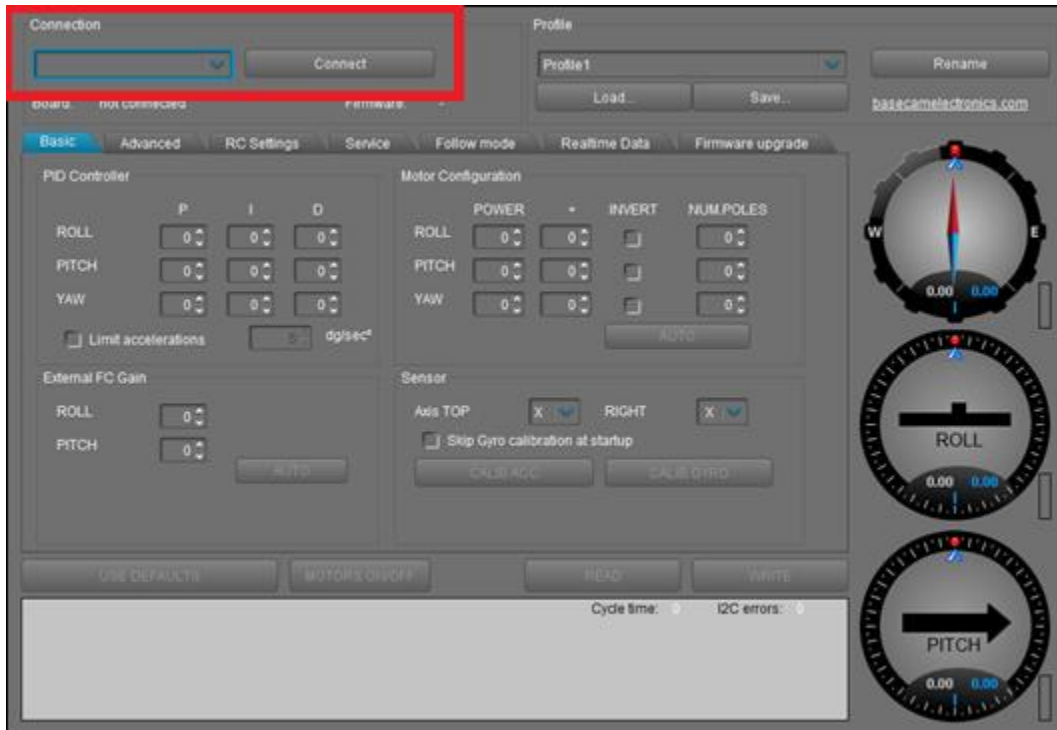 Connection
Profile
Connect
Profile1
Rename
Board: not connected
Firmware: -
Load...
Save...
basecamelectronics.com
Basic
Advanced
RC Settings
Service
Follow mode
Realtime Data
Firmware upgrade
PID Controller
P I D
ROLL 0 0 0
PITCH 0 0 0
YAW 0 0 0
Limit accelerations
dg/sec²
External FC Gain
ROLL 0
PITCH 0
AUTO
Motor Configuration
POWER + INVERT NUM.POLES
ROLL 0 0 0
PITCH 0 0 0
YAW 0 0 0
AUTO
Sensor
Axis TOP X RIGHT X
Skip Gyro calibration at startup
CALIB.ACC
CALIB.GYRO
USE DEFAULTS
MOTORS ON/OFF
READ
WRITE
Cycle time: 0 I2C errors: 0
W E
0.00 0.00
ROLL
0.00 0.00
PITCH
0.00 0.00